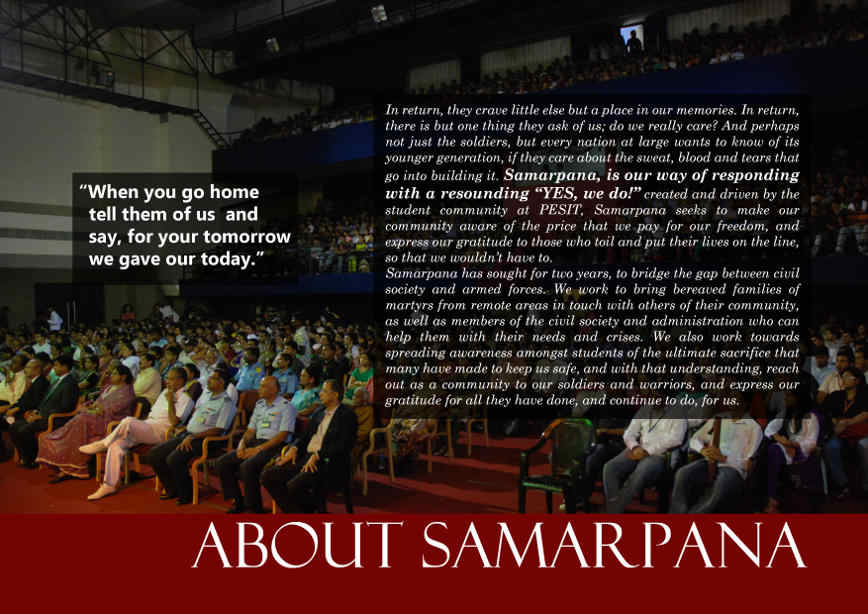 “When you go home
tell them of us and
say, for your tomorrow
we gave our today.”
In return, they crave little else but a place in our memories. In return,
there is but one thing they ask of us; do we really care? And perhaps
not just the soldiers, but every nation at large wants to know of its
younger generation, if they care about the sweat, blood and tears that
go into building it. Samarpana, is our way of responding
with a resounding “YES, we do!” created and driven by the
student community at PESIT, Samarpana seeks to make our
community aware of the price that we pay for our freedom, and
express our gratitude to those who toil and put their lives on the line,
so that we wouldn’t have to.
Samarpana has sought for two years, to bridge the gap between civil
society and armed forces. We work to bring bereaved families of
martyrs from remote areas in touch with others of their community,
as well as members of the civil society and administration who can
help them with their needs and crises. We also work towards
spreading awareness amongst students of the ultimate sacrifice that
many have made to keep us safe, and with that understanding, reach
out as a community to our soldiers and warriors, and express our
gratitude for all they have done, and continue to do, for us.
ABOUT SAMARPANA